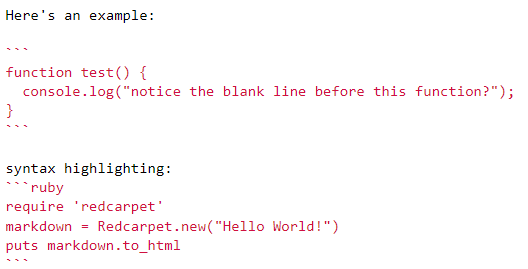 Here's an example:

```
function test() {
  console.log("notice the blank line before this function?");
}
```

syntax highlighting:
```ruby
require 'redcarpet'
markdown = Redcarpet.new("Hello World!")
puts markdown.to_html
```